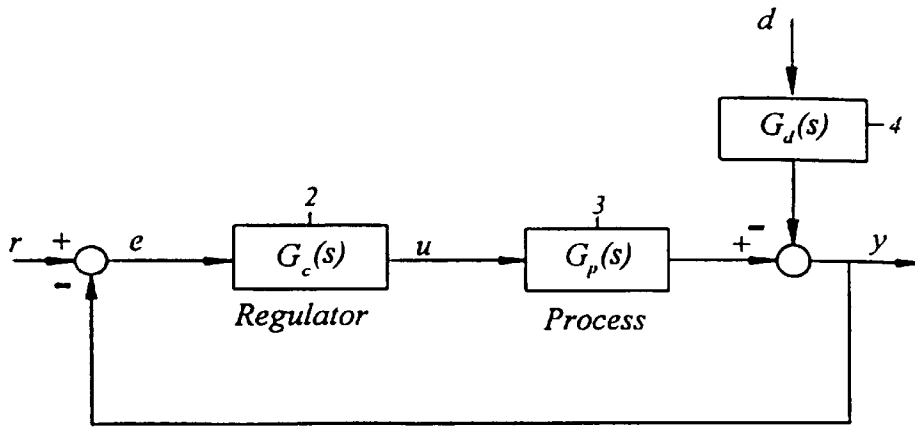 d
G_d(s)
4
2
3
r
+
e
G_c(s)
u
G_p(s)
+
−
y
−
Regulator
Process